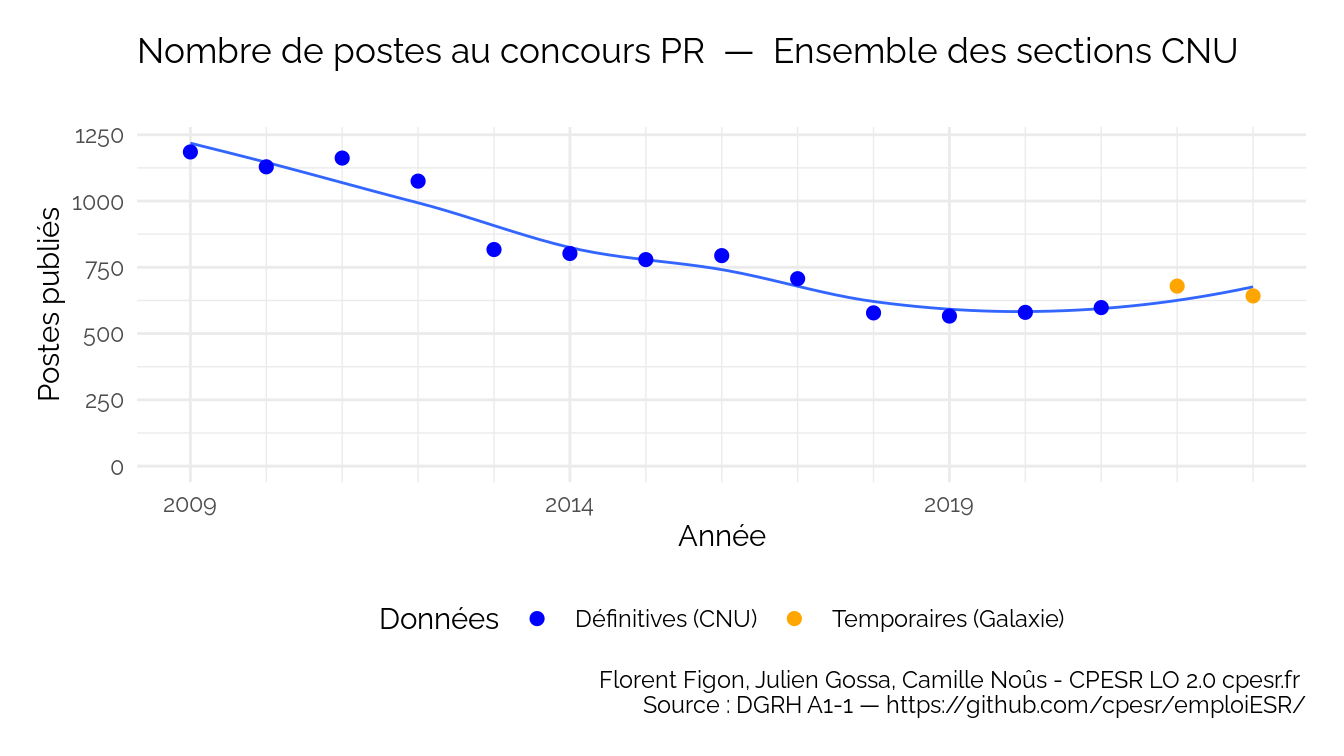 Nombre de postes au concours PR — Ensemble des sections CNU
1250
1000
750
500
250
0
Postes publiés
2009 2014 2019
Année
Données Définitives (CNU) Temporaires (Galaxie)
Florent Figon, Julien Gossa, Camille Noûs - CPESR LO 2.0 cpesr.fr
Source : DGRH A1-1 — https://github.com/cpesr/emploiESR/